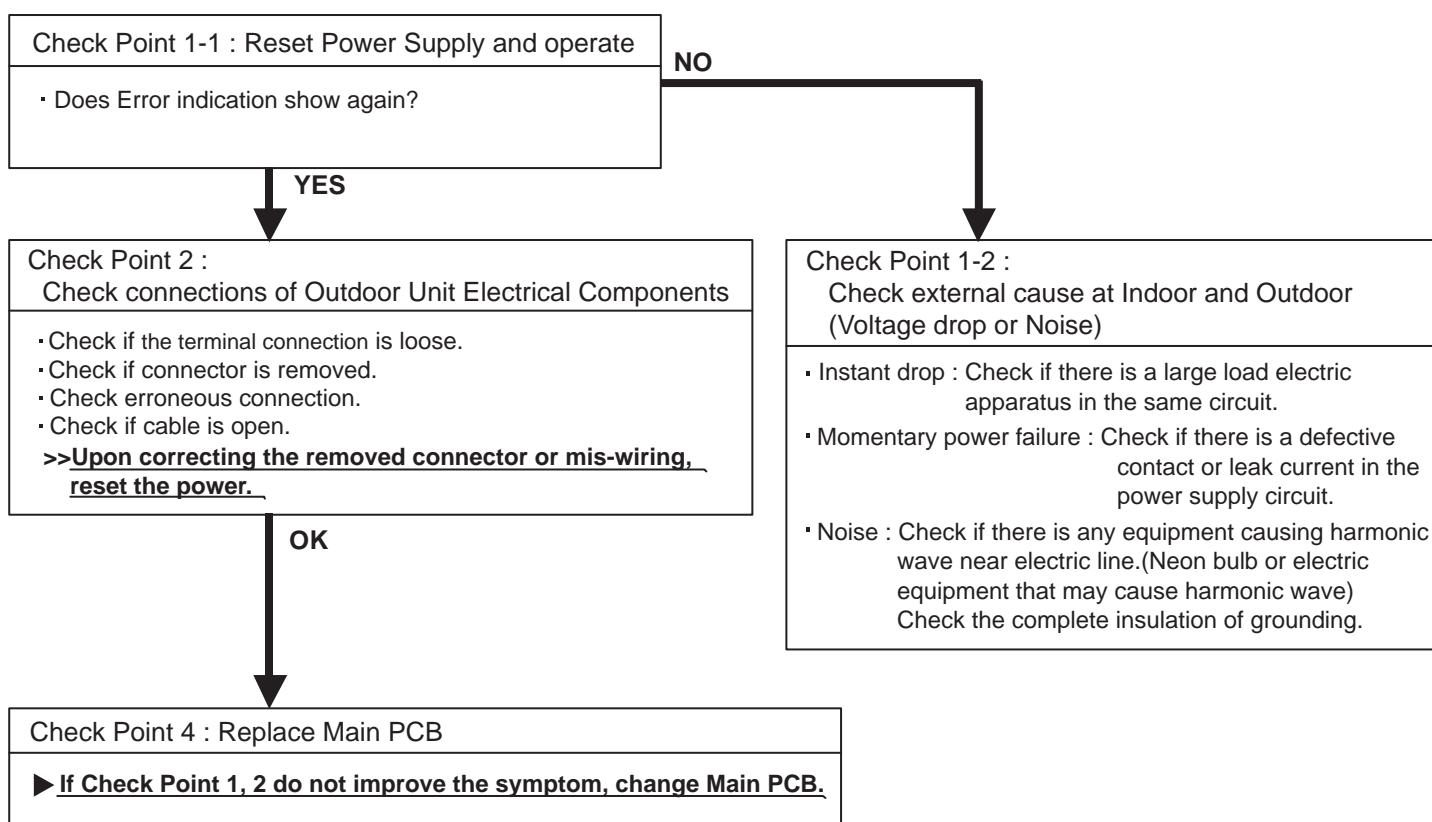 Check Point 1-1 : Reset Power Supply and operate
・Does Error indication show again?
NO
YES
Check Point 2 :
Check connections of Outdoor Unit Electrical Components
・Check if the terminal connection is loose.
・Check if connector is removed.
・Check erroneous connection.
・Check if cable is open.
>>Upon correcting the removed connector or mis-wiring,
reset the power.
OK
Check Point 1-2 :
Check external cause at Indoor and Outdoor
(Voltage drop or Noise)
・Instant drop : Check if there is a large load electric
apparatus in the same circuit.
・Momentary power failure : Check if there is a defective
contact or leak current in the
power supply circuit.
・Noise : Check if there is any equipment causing harmonic
wave near electric line.(Neon bulb or electric
equipment that may cause harmonic wave)
Check the complete insulation of grounding.
Check Point 4 : Replace Main PCB
▶If Check Point 1, 2 do not improve the symptom, change Main PCB.